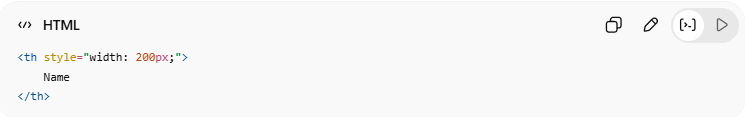 HTML
<th style="width: 200px;">
    Name
</th>